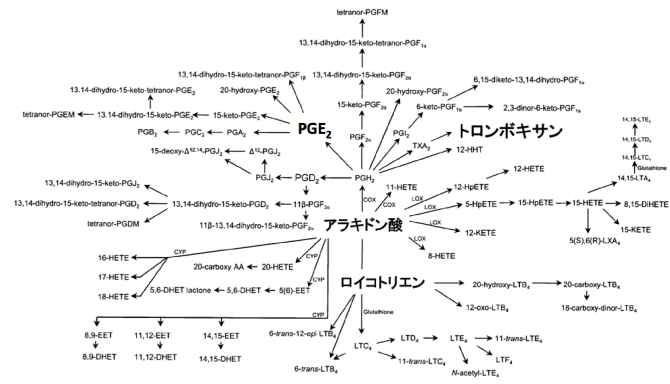 tetranor-PGFM
13,14-dihydro-15-keto-tetranor-PGF1α
13,14-dihydro-15-keto-tetranor-PGF1β
13,14-dihydro-15-keto-PGF2α
6,15-diketo-13,14-dihydro-PGF1α
13,14-dihydro-15-keto-tetranor-PGE2
20-hydroxy-PGE2
20-hydroxy-PGF2α
15-keto-PGF2α
6-keto-PGF1α
2,3-dinor-6-keto-PGF1α
tetranor-PGEM
13,14-dihydro-15-keto-PGE2
15-keto-PGE2
PGB2
PGC2
PGA2
PGE2
PGF2α
PGI2
トロンボキサン
TXA2
12-HHT
15-deoxy-Δ12,14-PGJ2
Δ12-PGJ2
PGJ2
PGD2
PGH2
14,15-LTE4
14,15-LTD4
14,15-LTC4
Glutathione
14,15-LTA4
13,14-dihydro-15-keto-PGJ2
13,14-dihydro-15-keto-tetranor-PGD2
13,14-dihydro-15-keto-PGD2
11β-PGF2α
tetranor-PGDM
11β-13,14-dihydro-15-keto-PGF2α
COX
COX
LOX
LOX
LOX
LOX
LOX
11-HETE
12-HpETE
12-HETE
5-HpETE
15-HpETE
15-HETE
8,15-DiHETE
15-KETE
5(S),6(R)-LXA4
12-KETE
8-HETE
アラキドン酸
16-HETE
17-HETE
18-HETE
CYP
20-carboxy AA
20-HETE
CYP
5,6-DHET lactone
5,6-DHET
5(6)-EET
CYP
CYP
ロイコトリエン
20-hydroxy-LTB4
20-carboxy-LTB4
12-oxo-LTB4
18-carboxy-dinor-LTB4
Glutathione
8,9-EET
11,12-EET
14,15-EET
8,9-DHET
11,12-DHET
14,15-DHET
6-trans-12-epi LTB4
6-trans-LTB4
LTC4
LTD4
LTE4
11-trans-LTE4
11-trans-LTC4
LTF4
N-acetyl-LTE4